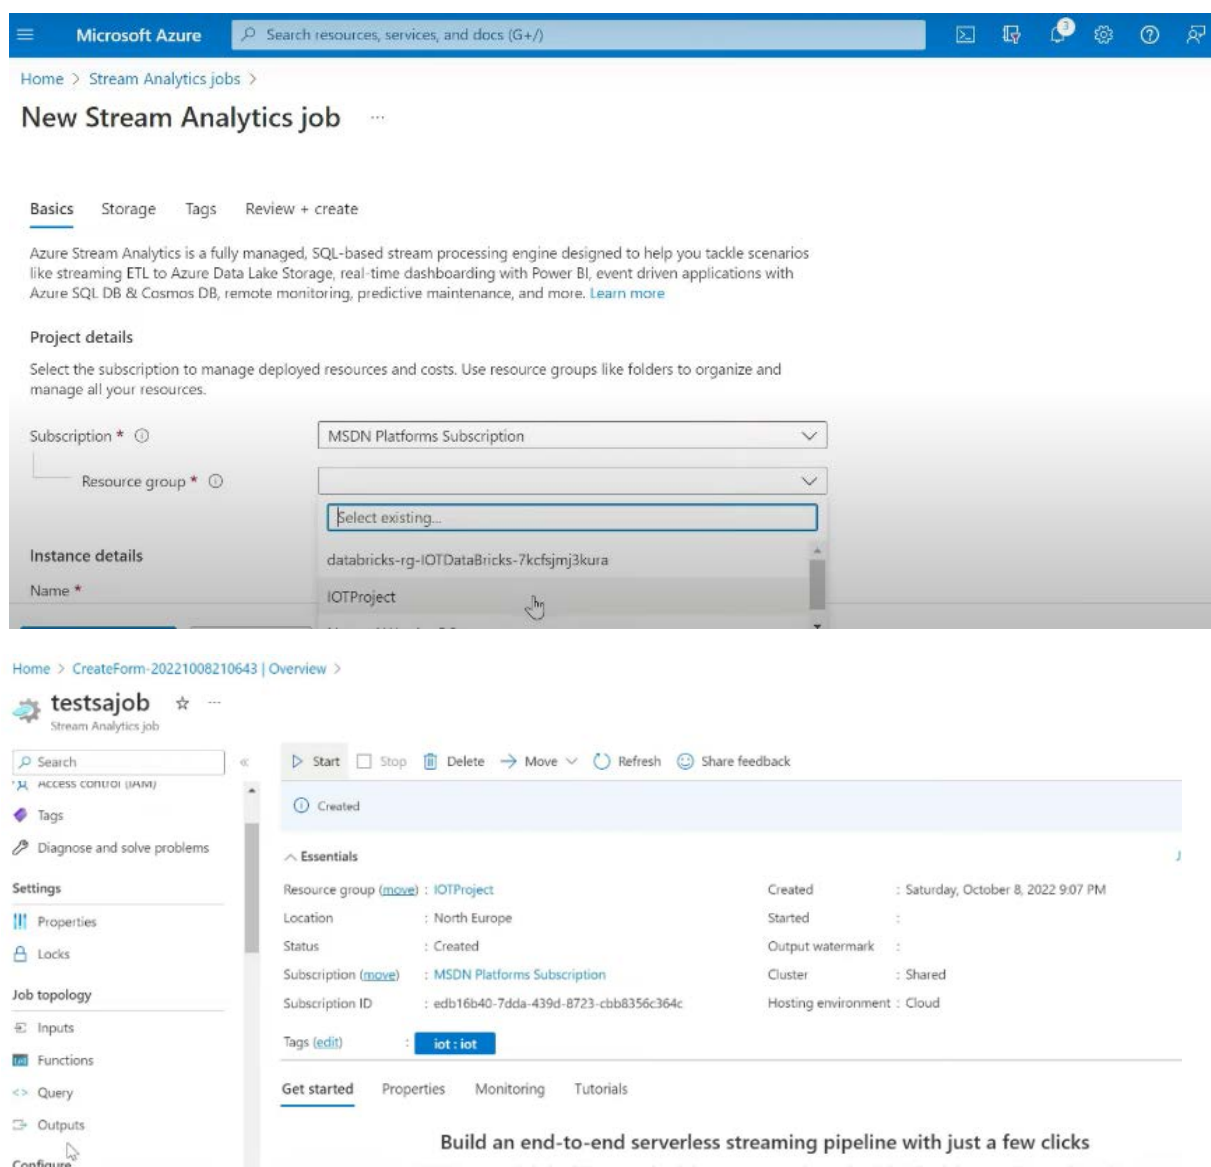 Microsoft Azure
Search resources, services, and docs (G+/)
3
Home > Stream Analytics jobs >
New Stream Analytics job ...
Basics Storage Tags Review + create
Azure Stream Analytics is a fully managed, SQL-based stream processing engine designed to help you tackle scenarios
like streaming ETL to Azure Data Lake Storage, real-time dashboarding with Power BI, event driven applications with
Azure SQL DB & Cosmos DB, remote monitoring, predictive maintenance, and more. Learn more
Project details
Select the subscription to manage deployed resources and costs. Use resource groups like folders to organize and
manage all your resources.
Subscription * MSDN Platforms Subscription
Resource group *
Select existing...
Instance details
databricks-rg-IOTDataBricks-7kcfsjmj3kura
Name *
IOTProject
Home > CreateForm-20221008210643 | Overview >
testsajob ...
Stream Analytics job
Search «
Start Stop Delete Move Refresh Share feedback
Access control (IAM)
Created
Tags
Diagnose and solve problems
Essentials J
Settings
Resource group (move) : IOTProject Created : Saturday, October 8, 2022 9:07 PM
Properties
Location : North Europe Started :
Locks
Status : Created Output watermark :
Subscription (move) : MSDN Platforms Subscription Cluster : Shared
Job topology
Subscription ID : edb16b40-7dda-439d-8723-cbb8356c364c Hosting environment : Cloud
Inputs
Tags (edit) : iot : iot
Functions
Query
Get started Properties Monitoring Tutorials
Outputs
Build an end-to-end serverless streaming pipeline with just a few clicks
Configure